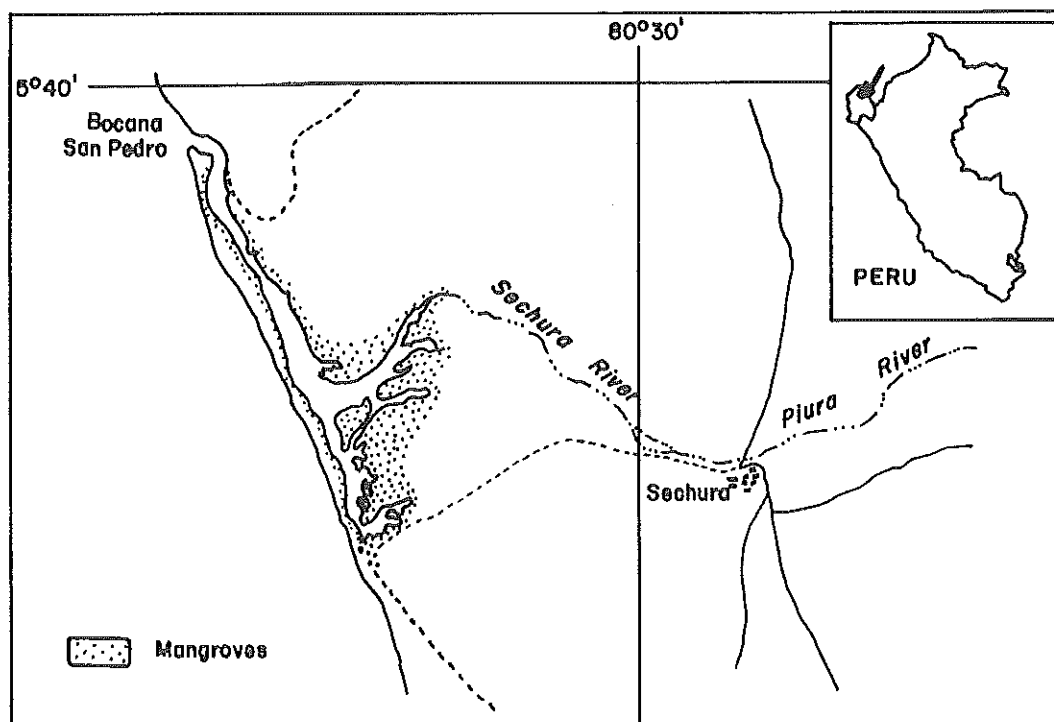 80°30'
5°40'
Bocana
San Pedro
PERU
Sechura River
Piura River
Sechura
Mangroves